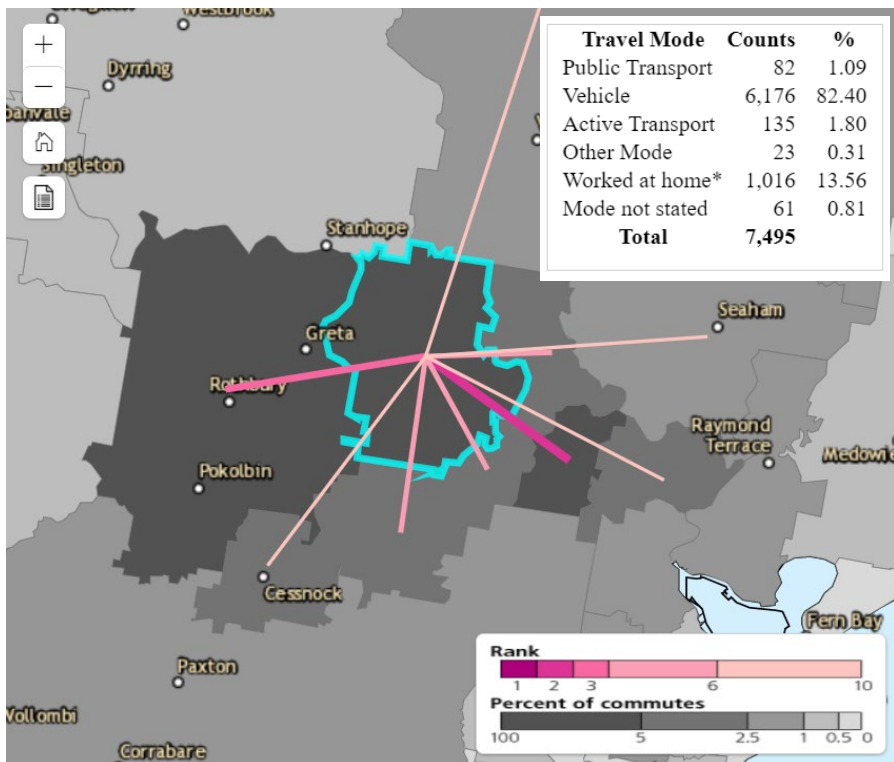 Westbrook
Dyrring
Singleton
Stanhope
Greta
Rothbury
Pokolbin
Cessnock
Paxton
Corrabare
Seaham
Raymond
Terrace
Fern Bay
Travel Mode Counts %
Public Transport 82 1.09
Vehicle 6,176 82.40
Active Transport 135 1.80
Other Mode 23 0.31
Worked at home* 1,016 13.56
Mode not stated 61 0.81
Total 7,495
Rank
1 2 3 6 10
Percent of commutes
100 5 2.5 1 0.5 0